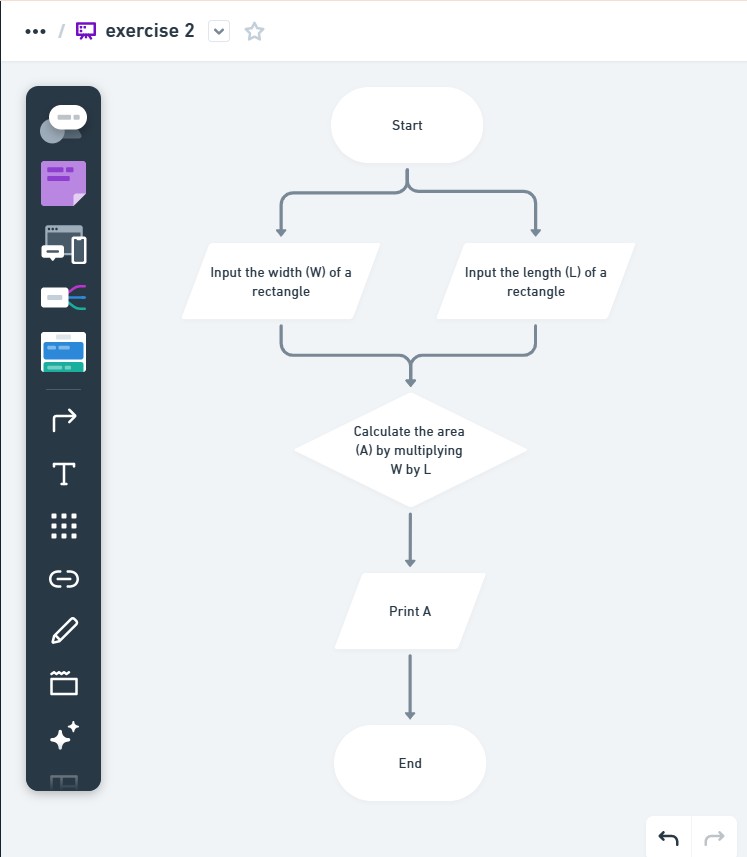 exercise 2
Start
Input the width (W) of a
rectangle
Input the length (L) of a
rectangle
Calculate the area
(A) by multiplying
W by L
Print A
End